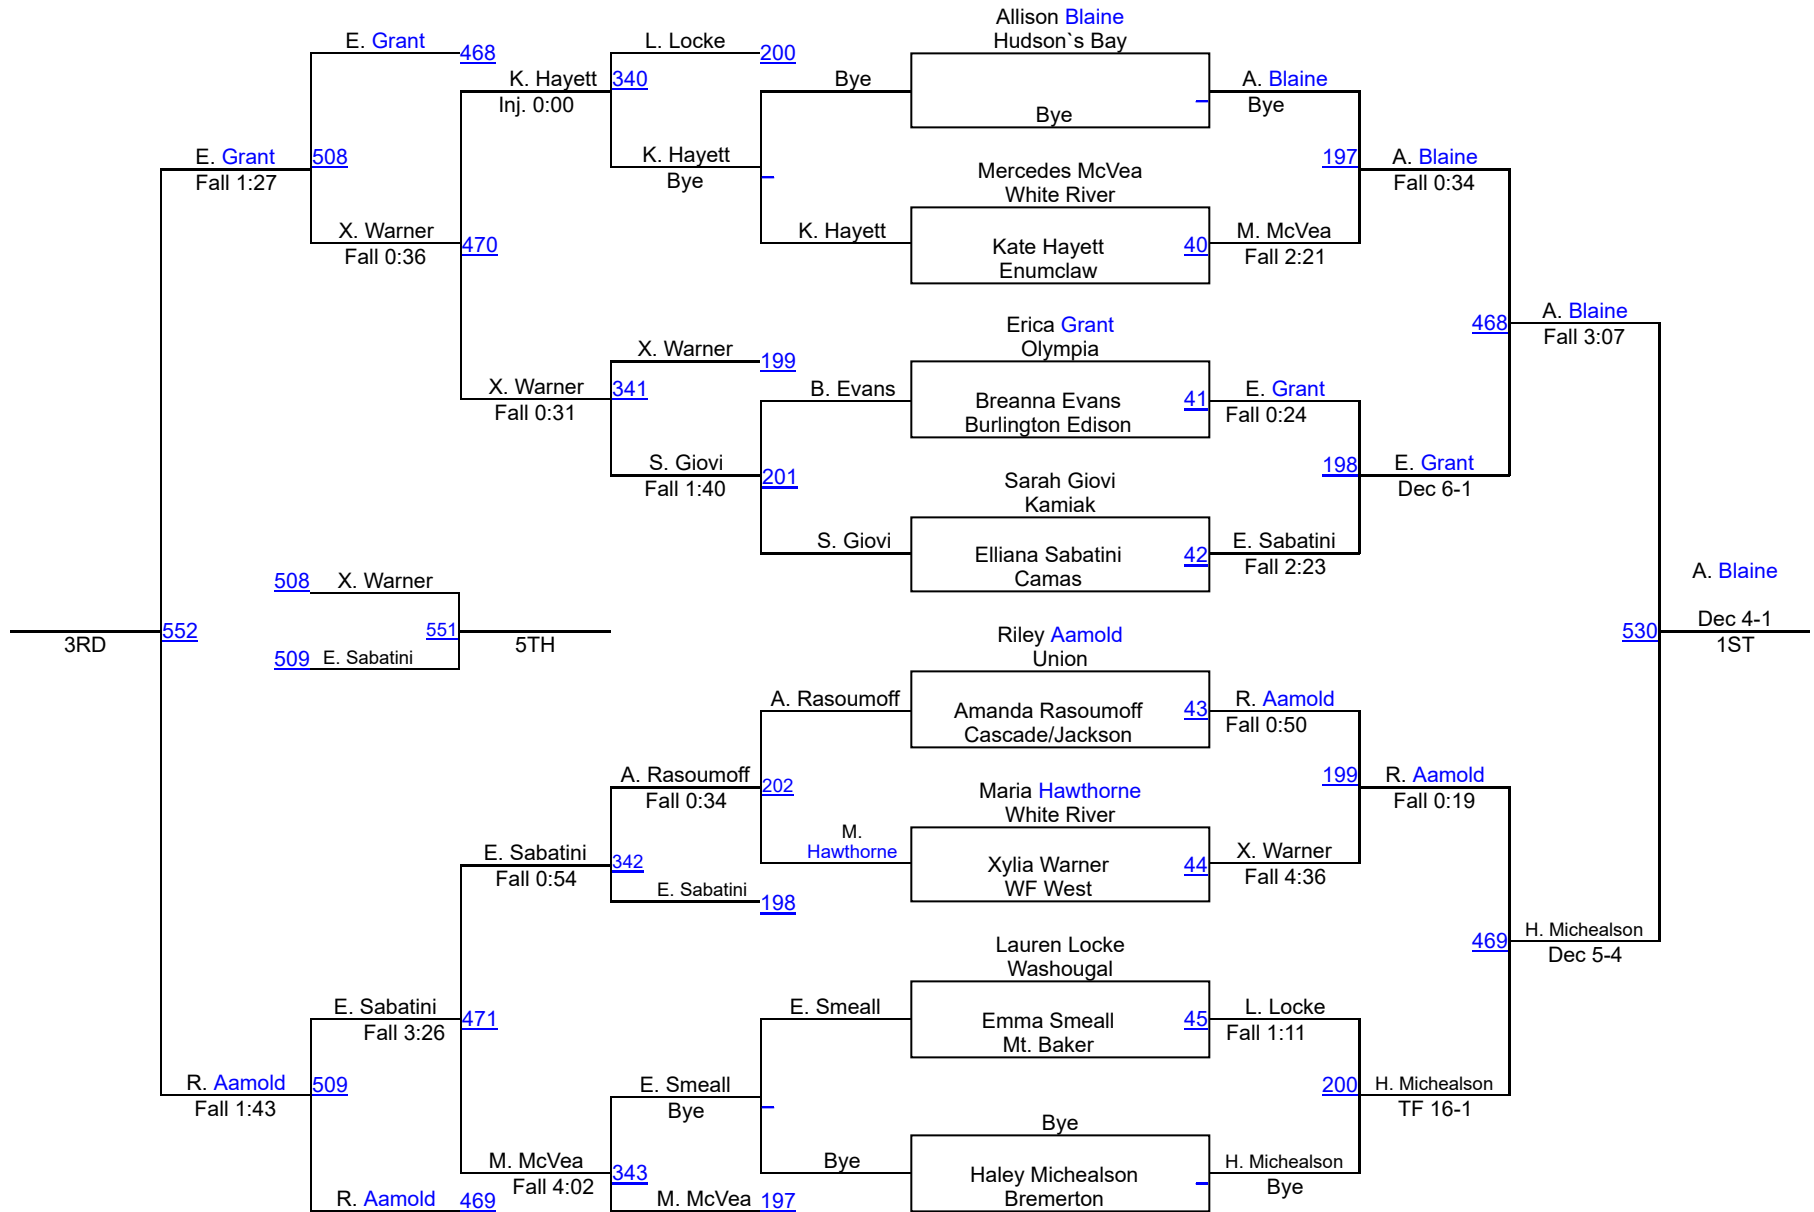 Allison Blaine
E. Grant
468
L. Locke
200
Hudson`s Bay
K. Hayett
340
Bye
A. Blaine
Inj. 0:00
Bye
Bye
E. Grant
508
K. Hayett
197
A. Blaine
Fall 1:27
Bye
Mercedes McVea
Fall 0:34
White River
X. Warner
470
K. Hayett
Kate Hayett
40
M. McVea
Fall 0:36
Enumclaw
Fall 2:21
Erica Grant
468
A. Blaine
X. Warner
199
Olympia
Fall 3:07
X. Warner
341
B. Evans
Breanna Evans
41
E. Grant
Fall 0:31
Burlington Edison
Fall 0:24
S. Giovi
201
Sarah Giovi
198
E. Grant
Fall 1:40
Kamiak
Dec 6-1
S. Giovi
Elliana Sabatini
42
E. Sabatini
Camas
Fall 2:23
508
X. Warner
A. Blaine
552
551
Riley Aamold
530
Dec 4-1
3RD
509
E. Sabatini
5TH
Union
1ST
A. Rasoumoff
Amanda Rasoumoff
43
R. Aamold
Cascade/Jackson
Fall 0:50
A. Rasoumoff
202
Maria Hawthorne
199
R. Aamold
Fall 0:34
White River
Fall 0:19
M.
Hawthorne
E. Sabatini
342
Xylia Warner
44
X. Warner
Fall 0:54
WF West
Fall 4:36
E. Sabatini
198
Lauren Locke
469
H. Michealson
Washougal
Dec 5-4
E. Sabatini
471
E. Smeall
Emma Smeall
45
L. Locke
Fall 3:26
Mt. Baker
Fall 1:11
R. Aamold
509
E. Smeall
200
H. Michealson
Fall 1:43
Bye
TF 16-1
Bye
M. McVea
343
Bye
Haley Michealson
H. Michealson
Fall 4:02
Bremerton
Bye
R. Aamold
469
M. McVea
197